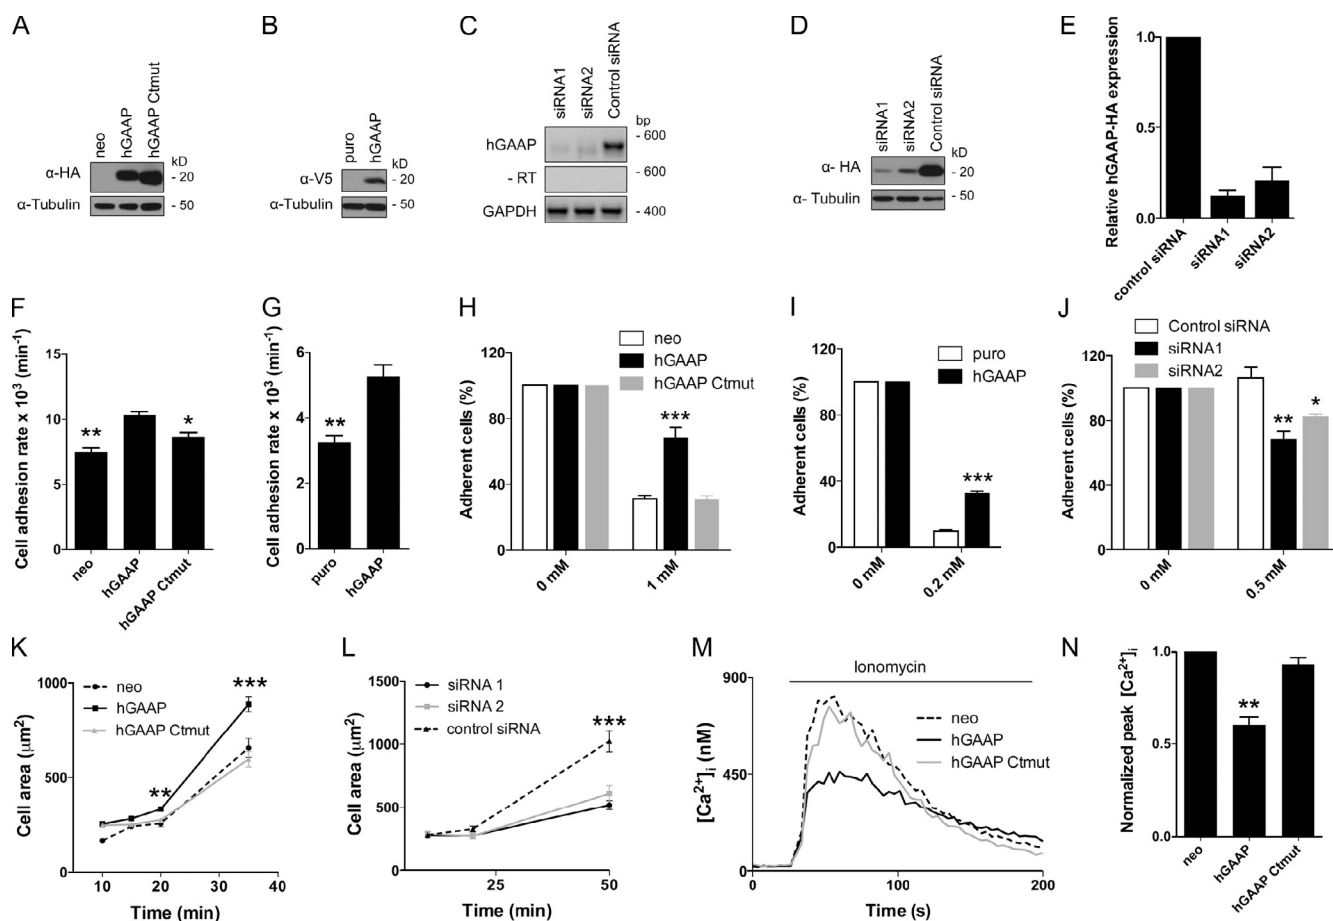 A
neo
hGAAP
hGAAP Ctmut
kD
α-HA
- 20
α-Tubulin
- 50
B
puro
hGAAP
kD
α-V5
- 20
α-Tubulin
- 50
C
siRNA1
siRNA2
Control siRNA
bp
hGAAP
- 600
- RT
- 600
GAPDH
- 400
D
siRNA1
siRNA2
Control siRNA
kD
α- HA
- 20
α- Tubulin
- 50
E
Relative hGAAP-HA expression
1.0
0.5
0.0
control siRNA
siRNA1
siRNA2
F
Cell adhesion rate x 10³ (min⁻¹)
15
10
5
0
**
*
neo
hGAAP
hGAAP Ctmut
G
Cell adhesion rate x 10³ (min⁻¹)
6
4
2
0
**
puro
hGAAP
H
neo
hGAAP
hGAAP Ctmut
Adherent cells (%)
120
80
40
0
***
0 mM
1 mM
I
puro
hGAAP
Adherent cells (%)
120
80
40
0
***
0 mM
0.2 mM
J
Control siRNA
siRNA1
siRNA2
Adherent cells (%)
120
80
40
0
**
*
0 mM
0.5 mM
K
neo
hGAAP
hGAAP Ctmut
Cell area (μm²)
1000
500
0
**
***
10
20
30
40
Time (min)
L
siRNA 1
siRNA 2
control siRNA
Cell area (μm²)
1500
1000
500
0
***
25
50
Time (min)
M
Ionomycin
neo
hGAAP
hGAAP Ctmut
[Ca²⁺]ᵢ (nM)
900
450
0
0
100
200
Time (s)
N
Normalized peak [Ca²⁺]ᵢ
1.0
0.5
0.0
**
neo
hGAAP
hGAAP Ctmut